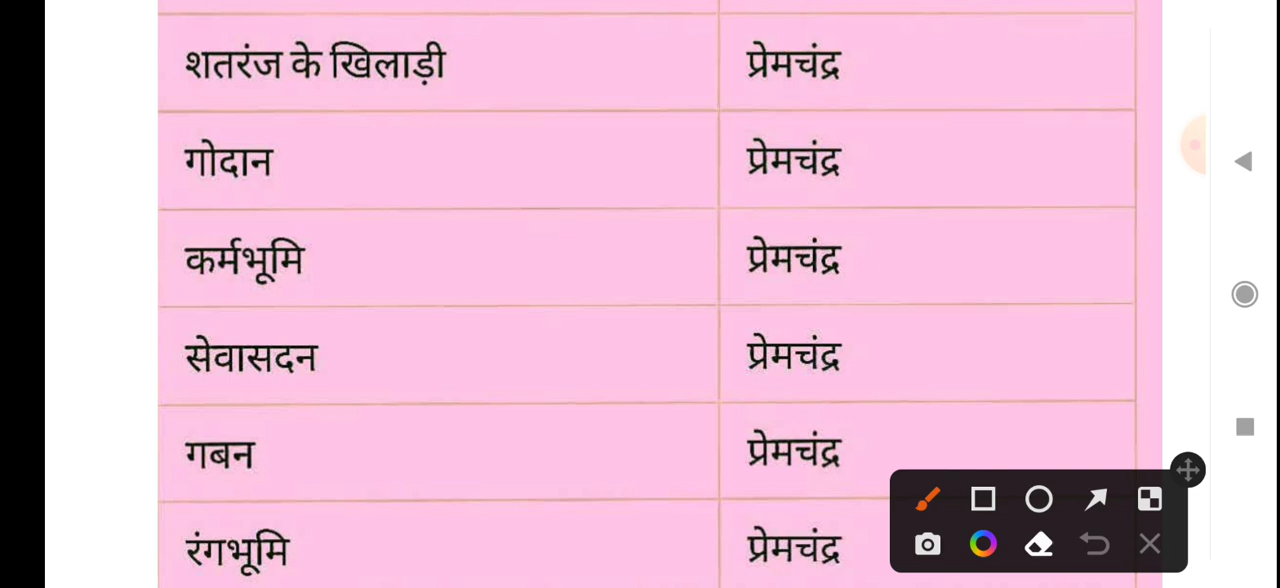 शतरंज के खिलाड़ी प्रेमचंद्र
गोदान प्रेमचंद्र
कर्मभूमि प्रेमचंद्र
सेवासदन प्रेमचंद्र
गबन प्रेमचंद्र
रंगभूमि प्रेमचंद्र